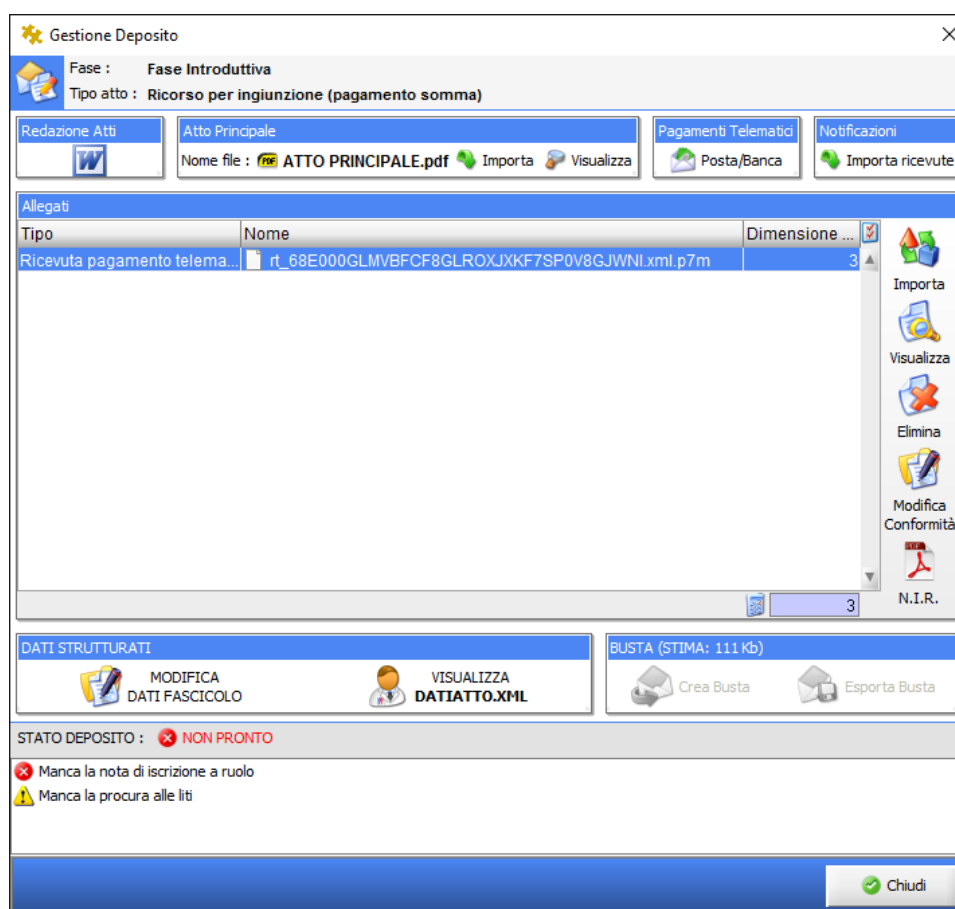 Gestione Deposito
Fase : Fase Introduttiva
Tipo atto : Ricorso per ingiunzione (pagamento somma)
Redazione Atti
Atto Principale
Pagamenti Telematici
Notificazioni
W
Nome file : PDF ATTO PRINCIPALE.pdf Importa Visualizza
Posta/Banca
Importa ricevute
Allegati
Tipo Nome Dimensione ...
Ricevuta pagamento telema... rt_68E000GLMVBFCF8GLROXJXKF7SP0V8GJWNI.xml.p7m 3
Importa
Visualizza
Elimina
Modifica
Conformità
N.I.R.
3
DATI STRUTTURATI
MODIFICA
DATI FASCICOLO
VISUALIZZA
DATIATTO.XML
BUSTA (STIMA: 111 Kb)
Crea Busta
Esporta Busta
STATO DEPOSITO : NON PRONTO
Manca la nota di iscrizione a ruolo
Manca la procura alle liti
Chiudi